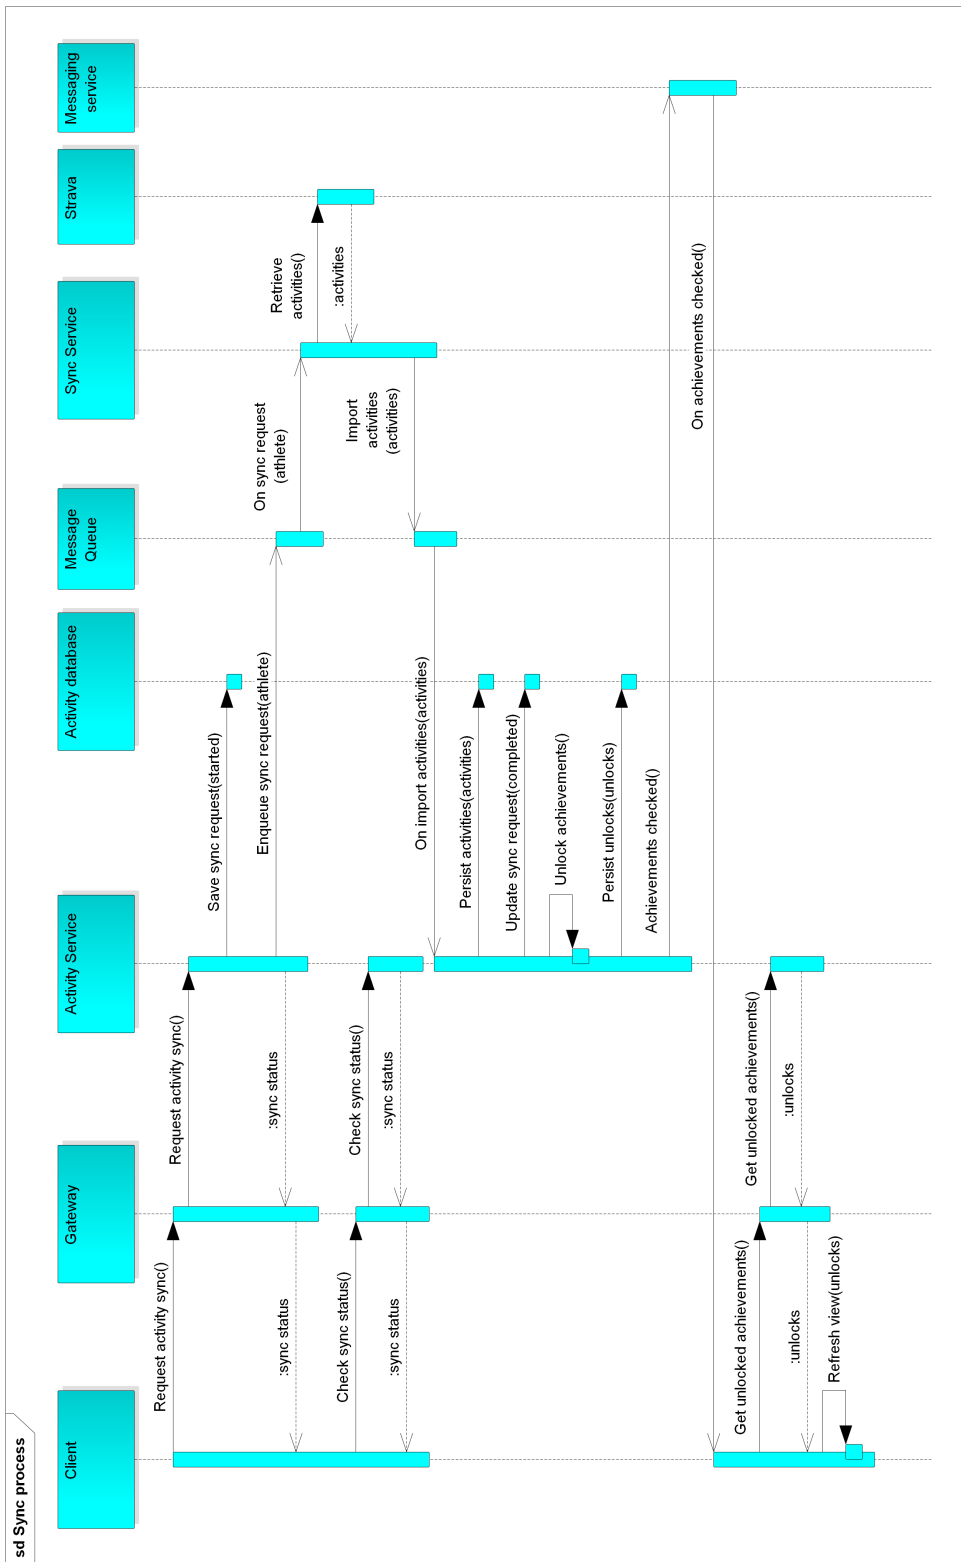 sd Sync process
Client
Gateway
Activity Service
Activity database
Message
Queue
Sync Service
Strava
Messaging
service
Request activity sync()
Request activity sync()
Save sync request(started)
Enqueue sync request(athlete)
On sync request
(athlete)
:sync status
:sync status
Retrieve
activities()
:activities
Check sync status()
Check sync status()
:sync status
:sync status
Import
activities
(activities)
On import activities(activities)
Persist activities(activities)
Update sync request(completed)
Unlock achievements()
Persist unlocks(unlocks)
Achievements checked()
On achievements checked()
Get unlocked achievements()
Get unlocked achievements()
:unlocks
:unlocks
Refresh view(unlocks)